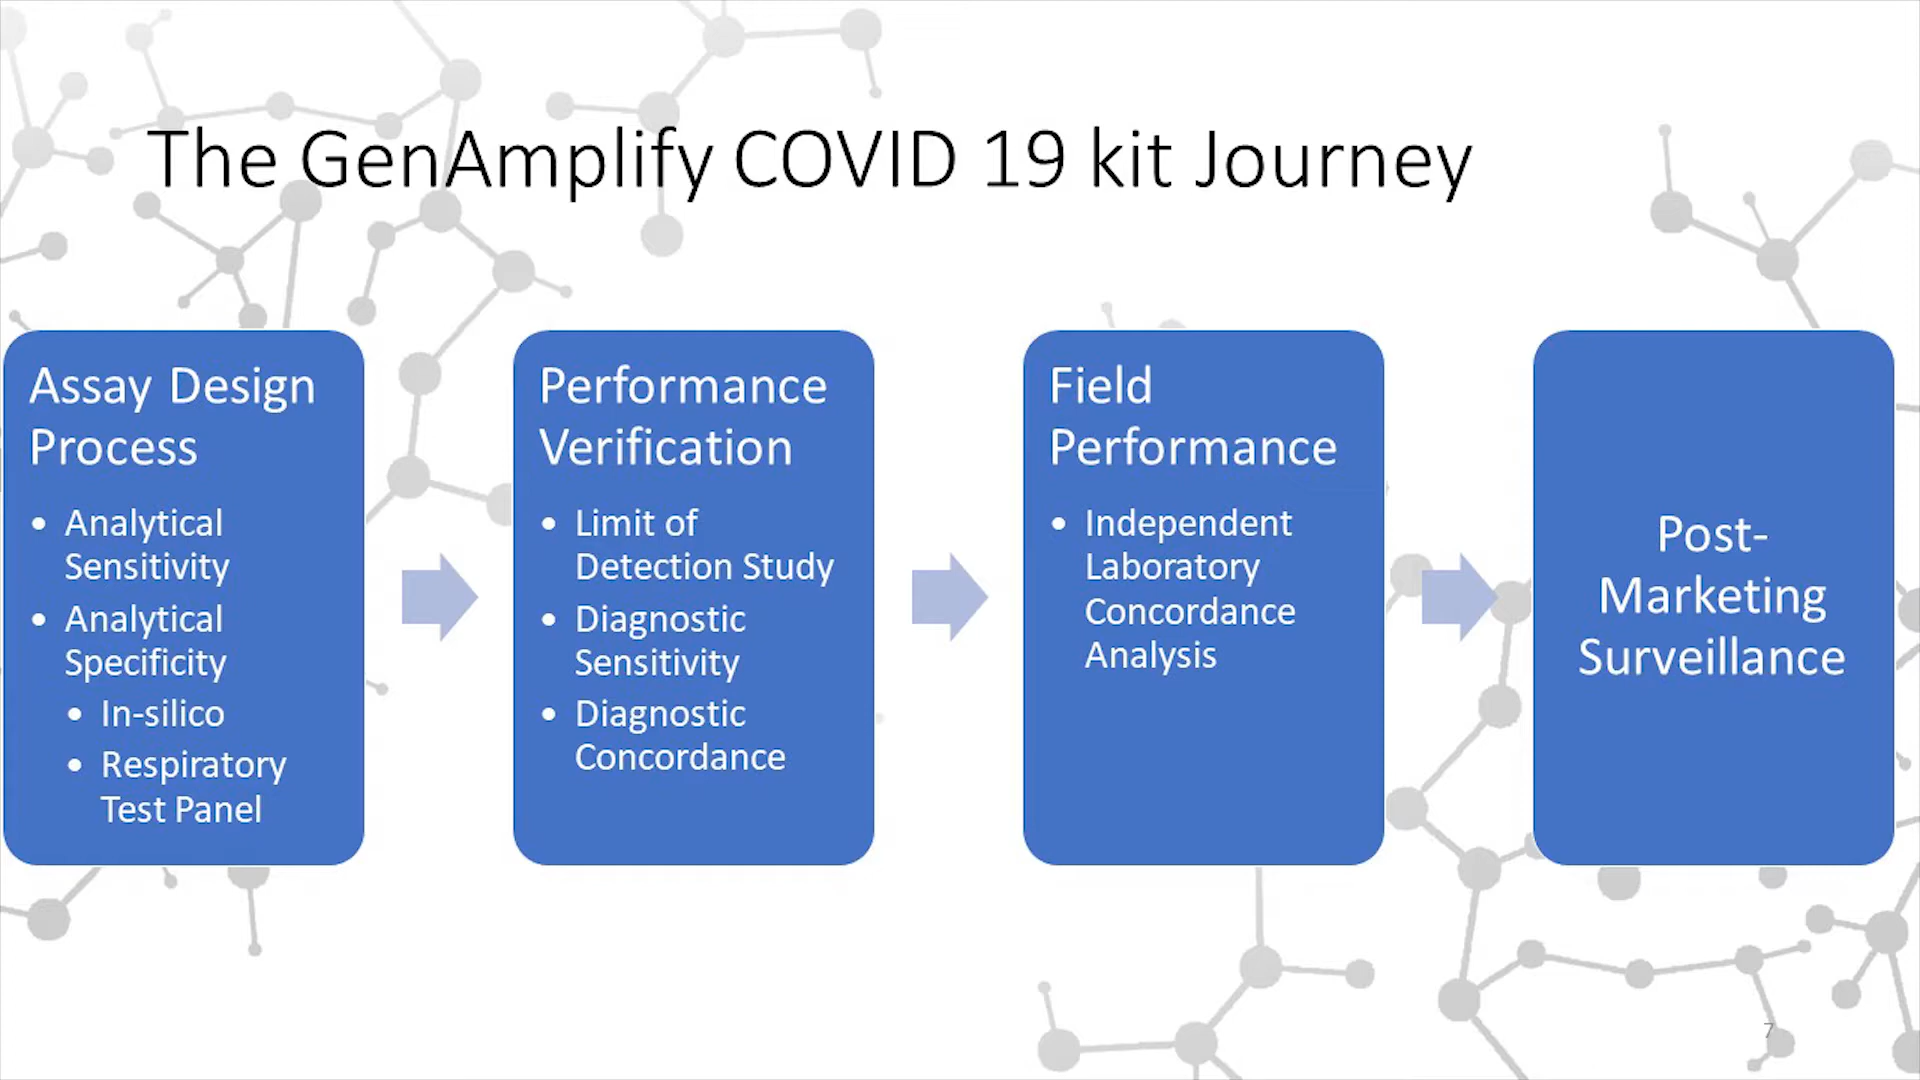 The GenAmplify COVID 19 kit Journey
Assay Design
Process
• Analytical
Sensitivity
• Analytical
Specificity
• In-silico
• Respiratory
Test Panel
Performance
Verification
• Limit of
Detection Study
• Diagnostic
Sensitivity
• Diagnostic
Concordance
Field
Performance
• Independent
Laboratory
Concordance
Analysis
Post-
Marketing
Surveillance
7